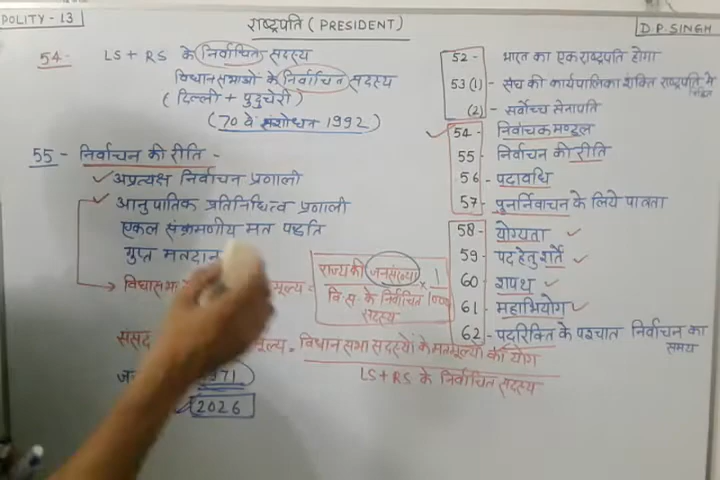 POLITY - 13
राष्ट्रपति ( PRESIDENT )
D.P. SINGH
54- LS + RS के निर्वाचित सदस्य
विधानसभाओ के निर्वाचित सदस्य
( दिल्ली + पुदुचेरी )
( 70 वे संशोधन 1992 )
55 - निर्वाचन की रीति -
✓ अप्रत्यक्ष निर्वाचन प्रणाली
✓ आनुपातिक प्रतिनिधित्व प्रणाली
एकल संक्रमणीय मत पद्धति
गुप्त मतदान
मूल्य = राज्य की जनसंख्या × 1
वि.स. के निर्वाचित सदस्य
संसद मूल्य = विधानसभा सदस्यों के मतमूल्यो का योग
LS + RS के निर्वाचित सदस्य
2026
52 - भारत का एक राष्ट्रपति होगा
53 (1) - संघ की कार्यपालिका शक्ति राष्ट्रपति मे
(2) - सर्वोच्च सेनापति
✓ 54 - निर्वाचकमण्डल
55 - निर्वाचन की रीति
56 - पदावधि
57 - पुनर्निर्वाचन के लिये पात्रता
58 - योग्यता ✓
59 - पद हेतु शर्ते ✓
60 - शपथ ✓
61 - महाभियोग ✓
62 - पदरिक्ति के पश्चात निर्वाचन का
समय